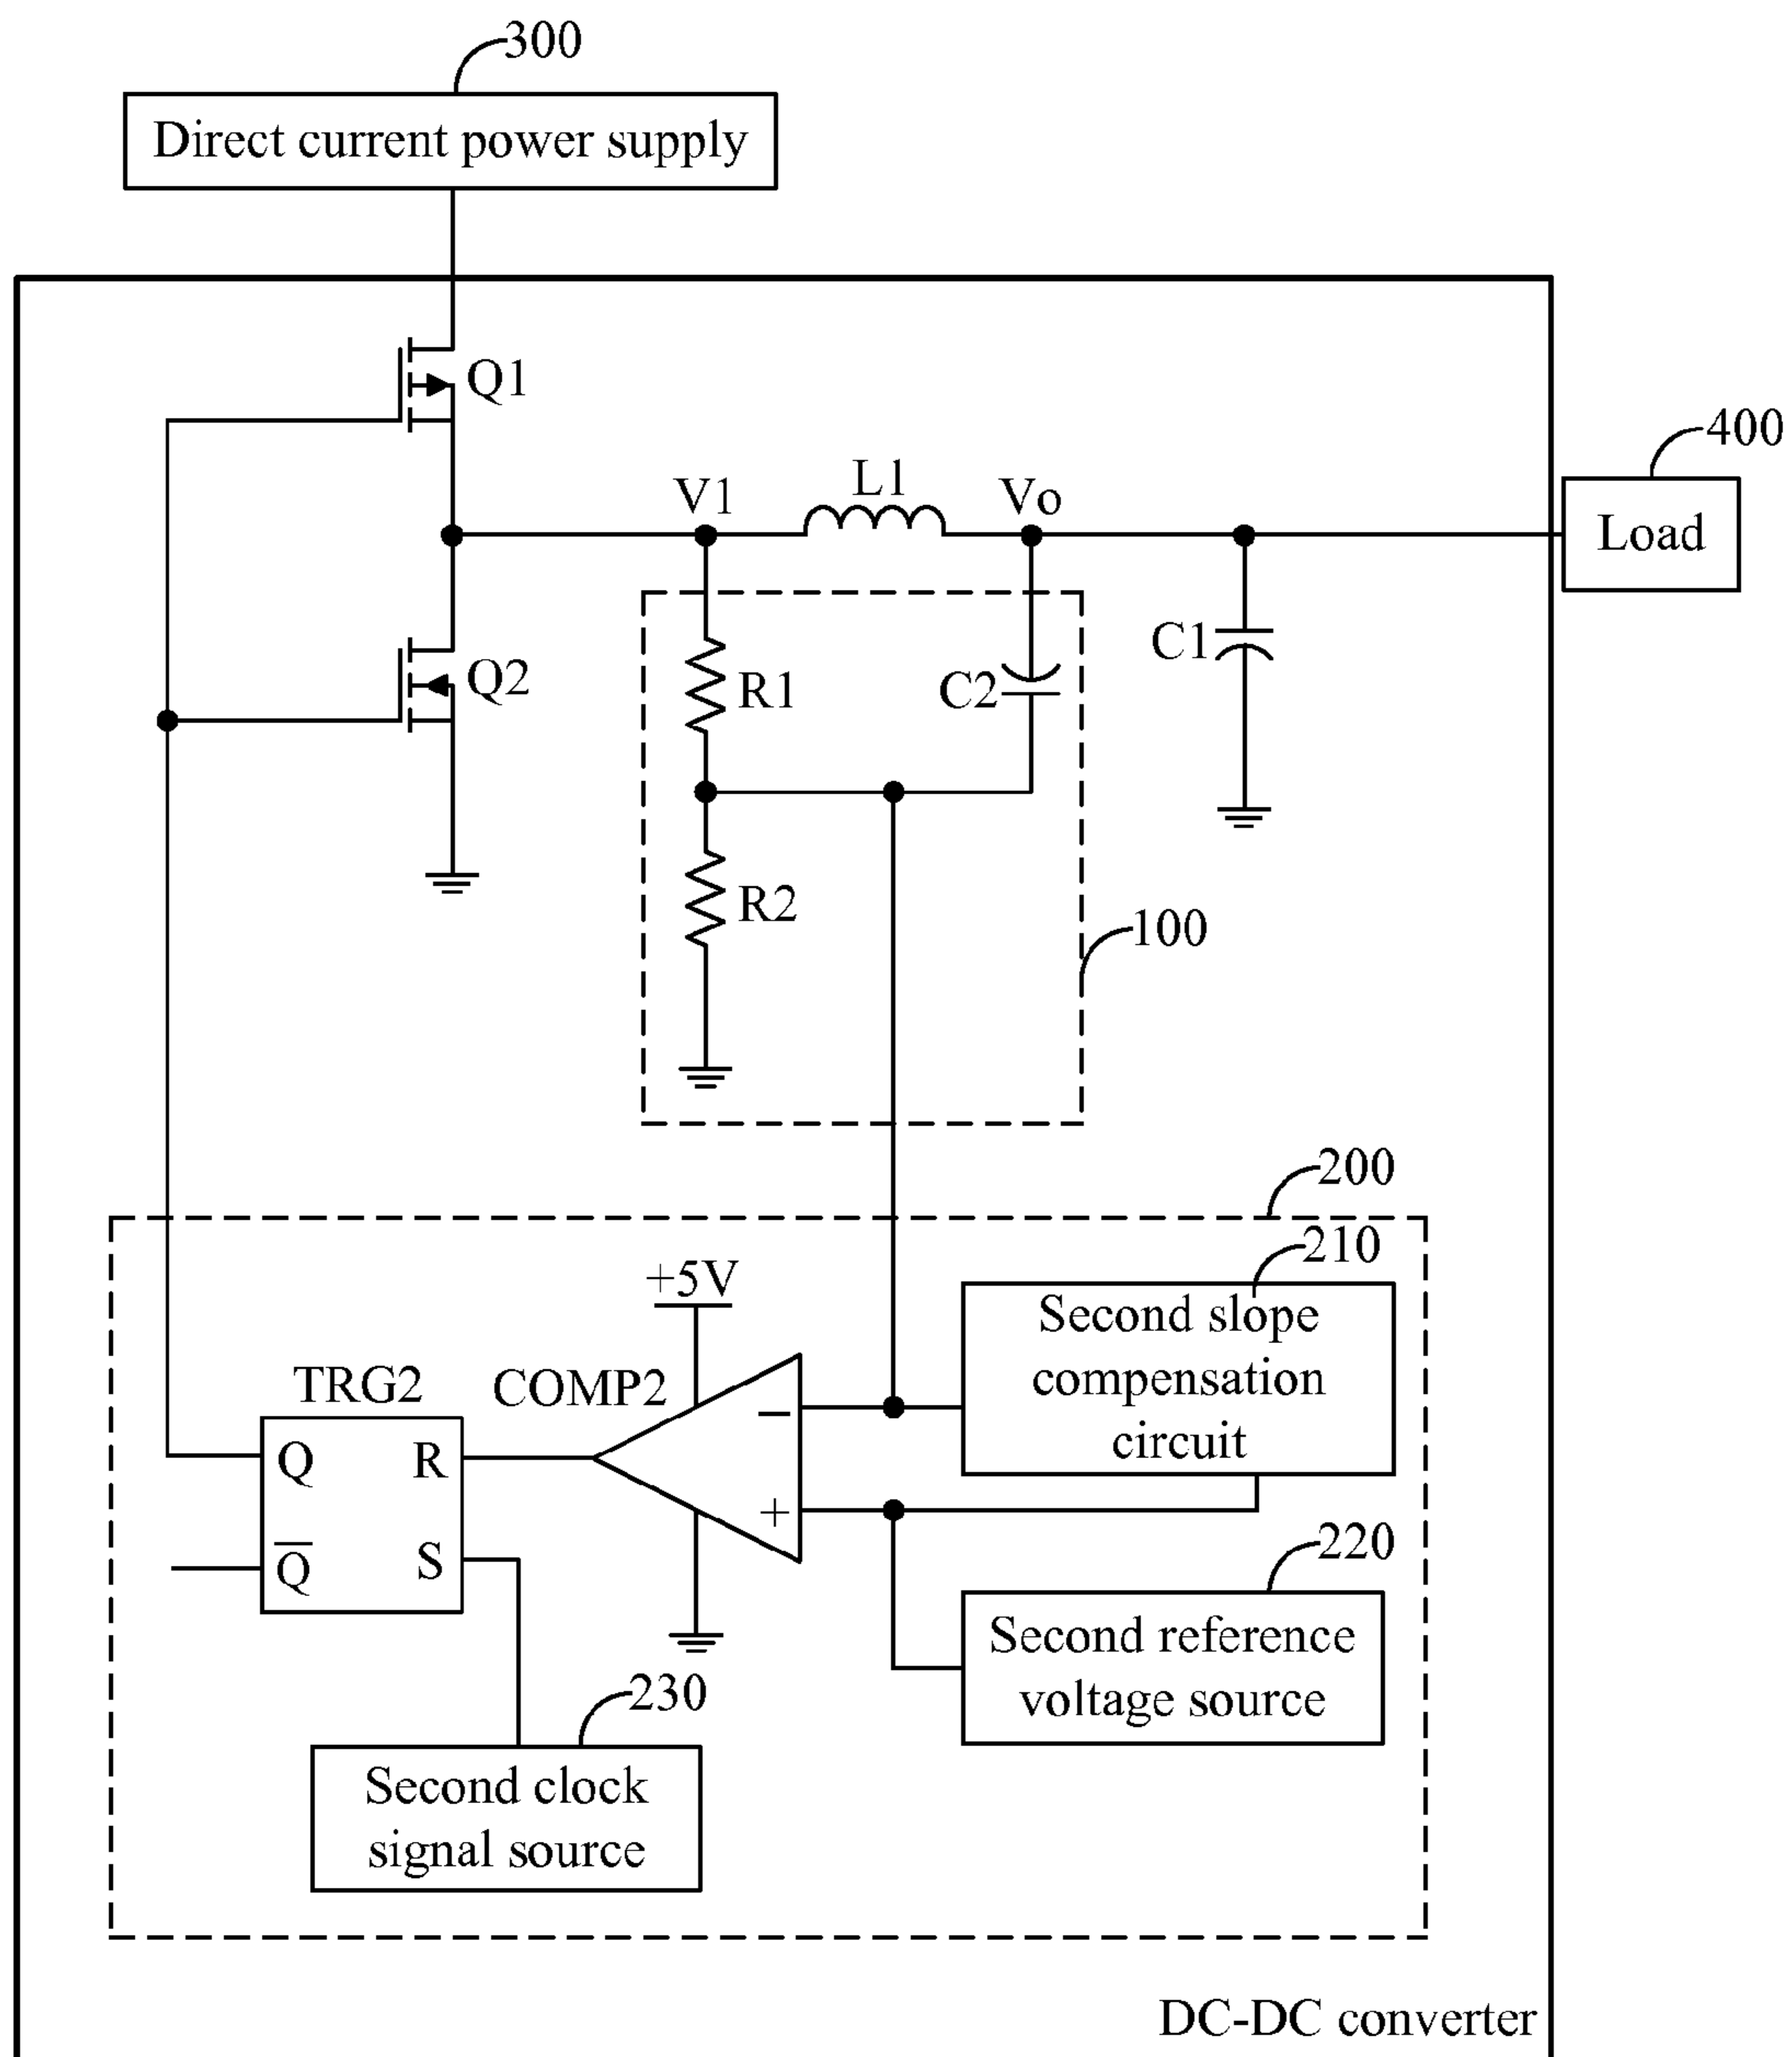 300
Direct current power supply
Q1
400
V1
L1
Vo
Load
Q2
R1
C2
C1
R2
100
200
210
+5V
Second slope
compensation
circuit
TRG2
COMP2
−
Q
R
+
220
Q̅
S
Second reference
voltage source
230
Second clock
signal source
DC-DC converter